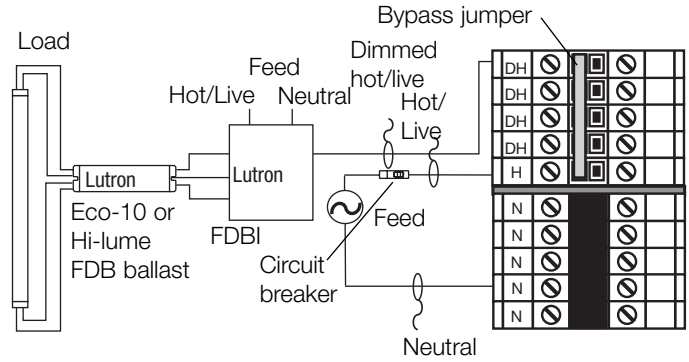 Bypass jumper
Load
Dimmed
hot/live
Feed
Hot/Live
Neutral
Hot/
Live
DH
DH
DH
DH
H
Lutron
Lutron
Eco-10 or
Hi-lume
FDB ballast
FDBI
Feed
Circuit
breaker
N
N
N
N
N
Neutral